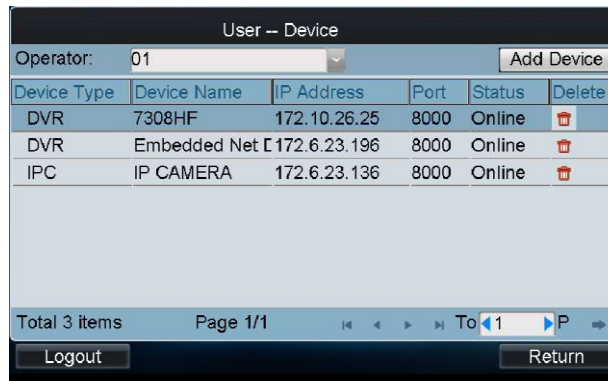 User -- Device
Operator: 01 Add Device
Device Type Device Name IP Address Port Status Delete
DVR 7308HF 172.10.26.25 8000 Online
DVR Embedded Net D 172.6.23.196 8000 Online
IPC IP CAMERA 172.6.23.136 8000 Online
Total 3 items Page 1/1 To 1 P
Logout Return